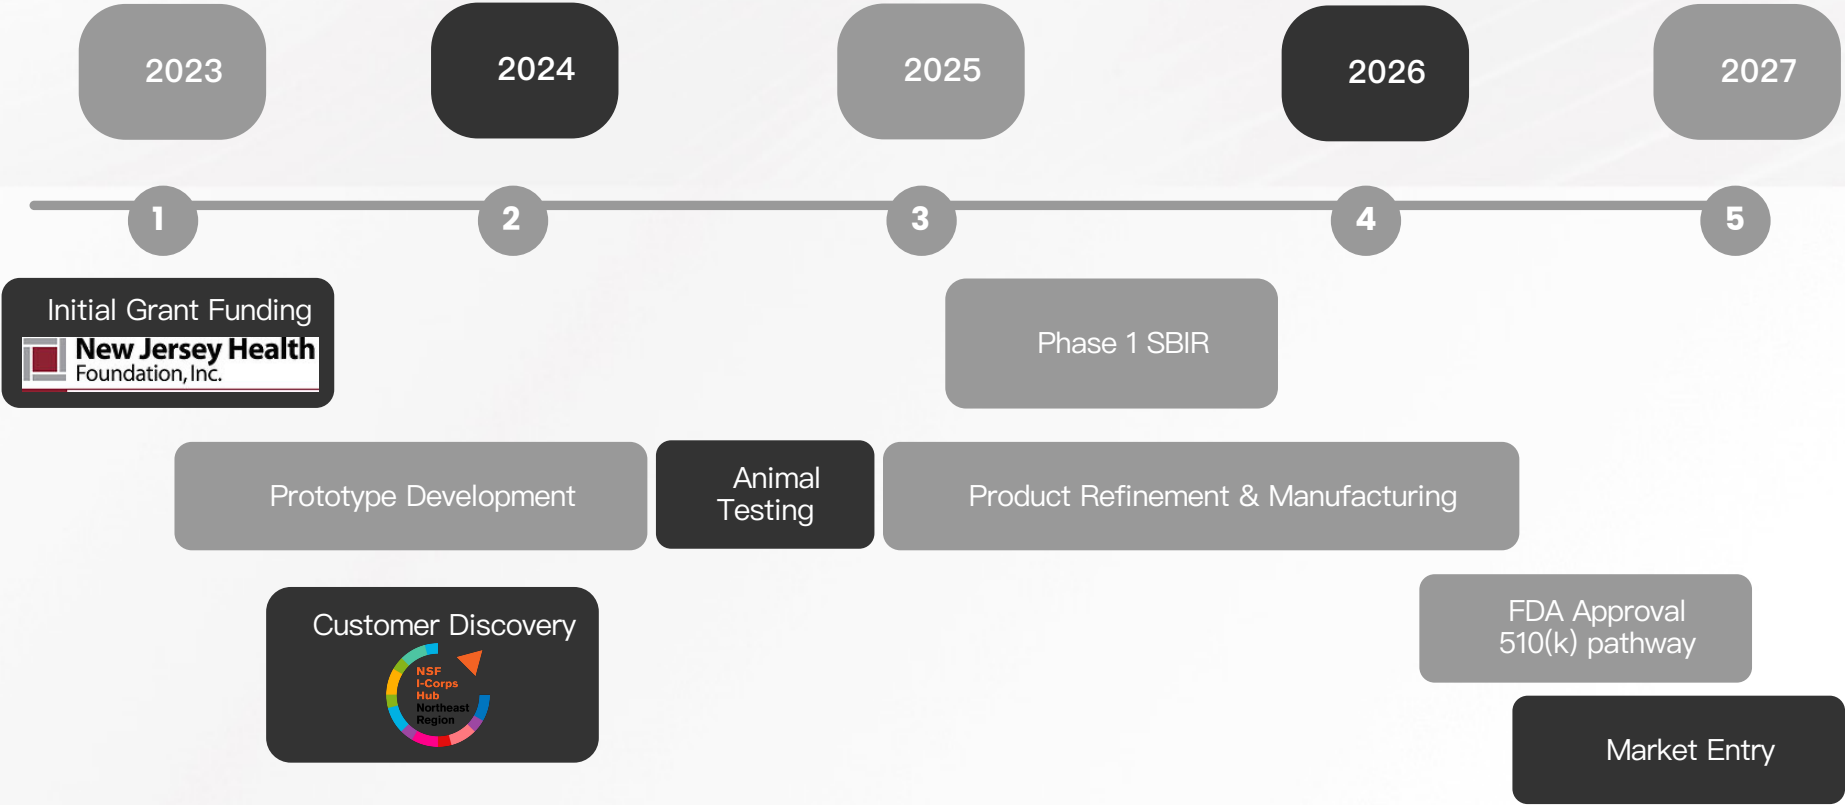 2023
2024
2025
2026
2027
1
2
3
4
5
Initial Grant Funding
New Jersey Health
Foundation, Inc.
Phase 1 SBIR
Prototype Development
Animal
Testing
Product Refinement & Manufacturing
Customer Discovery
NSF
I-Corps
Hub
Northeast
Region
FDA Approval
510(k) pathway
Market Entry